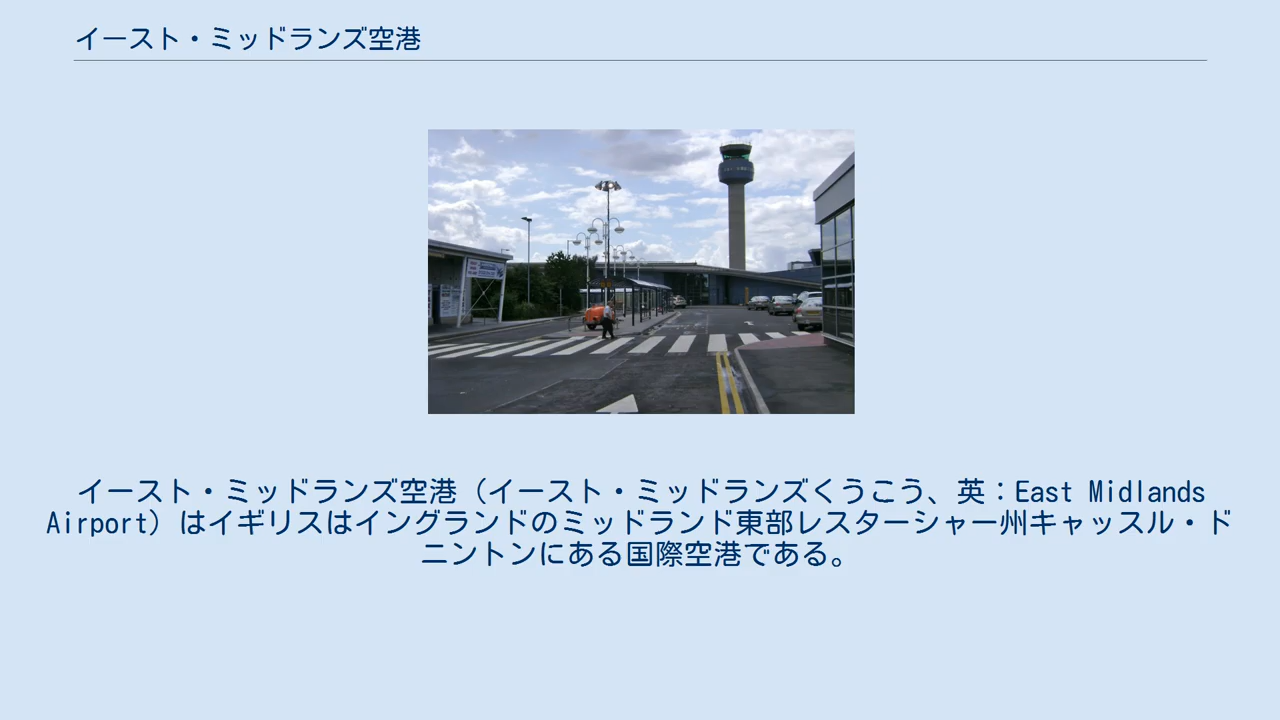 イースト・ミッドランズ空港
イースト・ミッドランズ空港（イースト・ミッドランズくうこう、英：East Midlands
Airport）はイギリスはイングランドのミッドランド東部レスターシャー州キャッスル・ド
ニントンにある国際空港である。